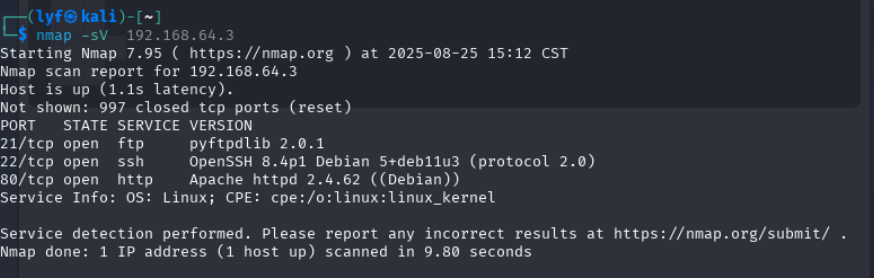 ┌──(lyf㉿kali)-[~]
└─$ nmap -sV 192.168.64.3
Starting Nmap 7.95 ( https://nmap.org ) at 2025-08-25 15:12 CST
Nmap scan report for 192.168.64.3
Host is up (1.1s latency).
Not shown: 997 closed tcp ports (reset)
PORT   STATE SERVICE VERSION
21/tcp open  ftp     pyftpdlib 2.0.1
22/tcp open  ssh     OpenSSH 8.4p1 Debian 5+deb11u3 (protocol 2.0)
80/tcp open  http    Apache httpd 2.4.62 ((Debian))
Service Info: OS: Linux; CPE: cpe:/o:linux:linux_kernel

Service detection performed. Please report any incorrect results at https://nmap.org/submit/ .
Nmap done: 1 IP address (1 host up) scanned in 9.80 seconds